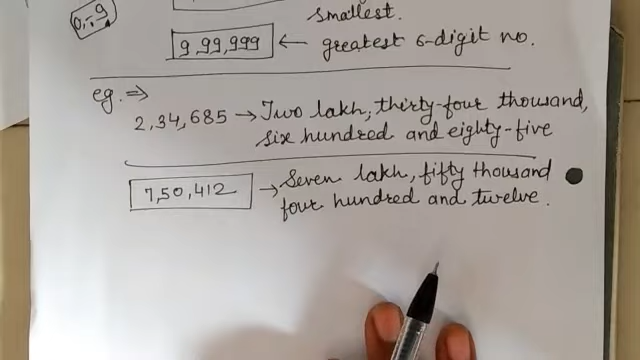 0,-9
smallest.
9,99,999 ← greatest 6-digit no.
eg. ⇒
2,34,685 → Two lakh, thirty-four thousand,
six hundred and eighty-five
7,50,412 → Seven lakh, fifty thousand
four hundred and twelve.